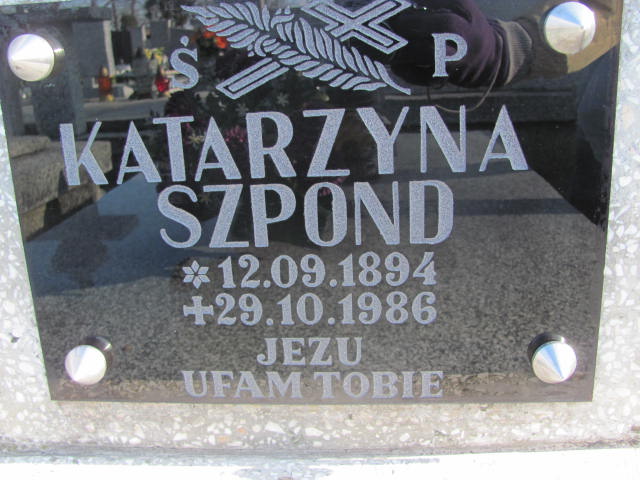 Ś P
KATARZYNA
SZPOND
✲12.09.1894
✝29.10.1986
JEZU
UFAM TOBIE